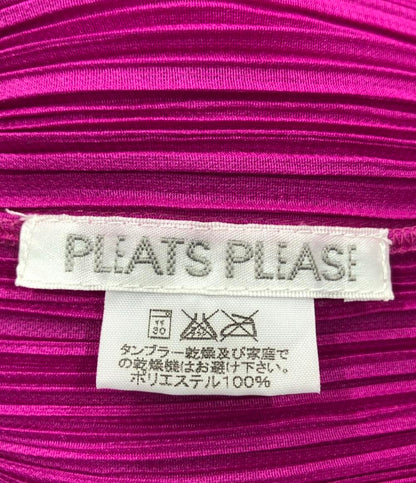 PLEATS PLEASE
30
タンブラー乾燥及び家庭で
の乾燥機はお避け下さい。
ポリエステル100%